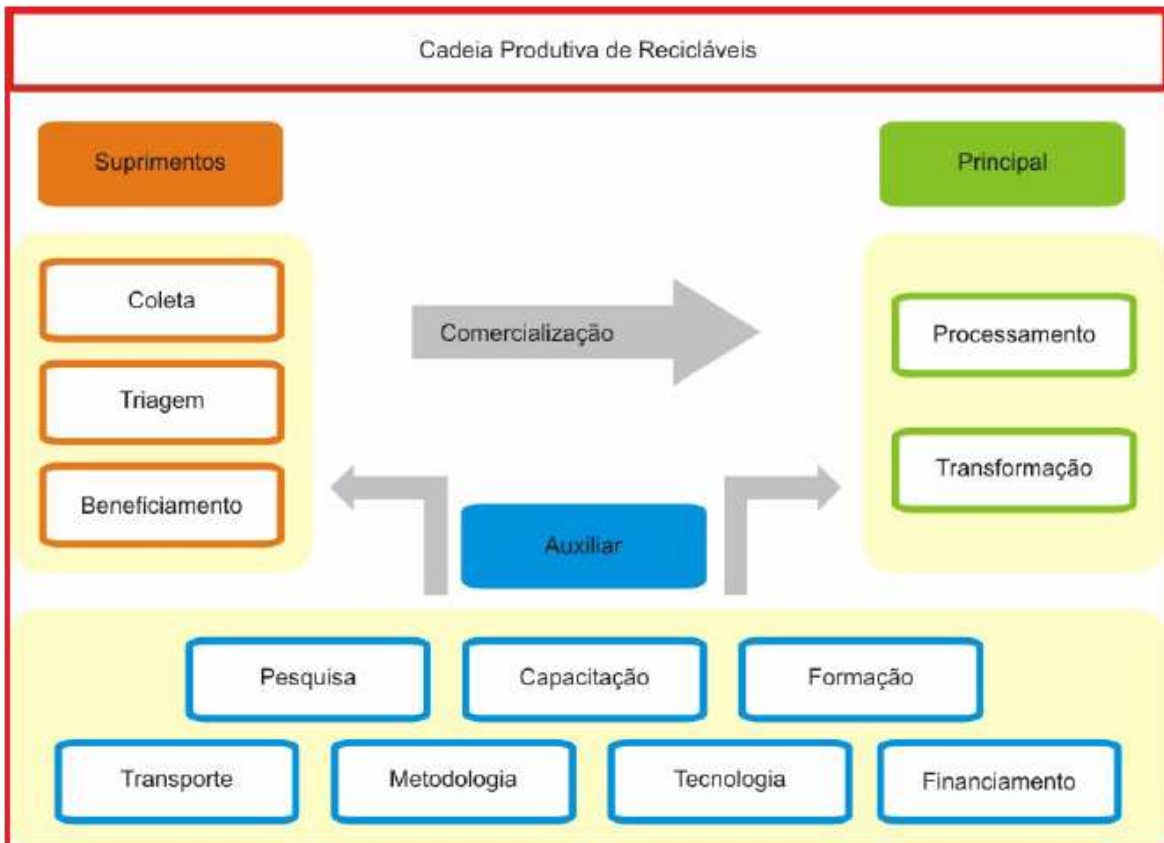 Cadeia Produtiva de Recicláveis
Suprimentos
Principal
Coleta
Triagem
Beneficiamento
Comercialização
Processamento
Transformação
Auxiliar
Pesquisa
Capacitação
Formação
Transporte
Metodologia
Tecnologia
Financiamento